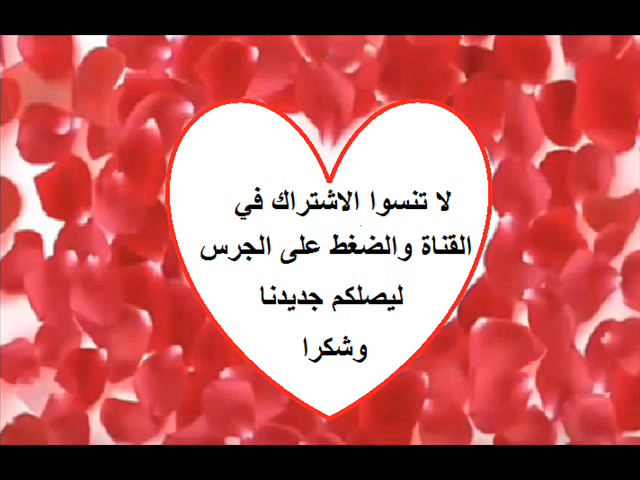 لا تنسوا الاشتراك في
القناة والضغط على الجرس
ليصلكم جديدنا
وشكرا